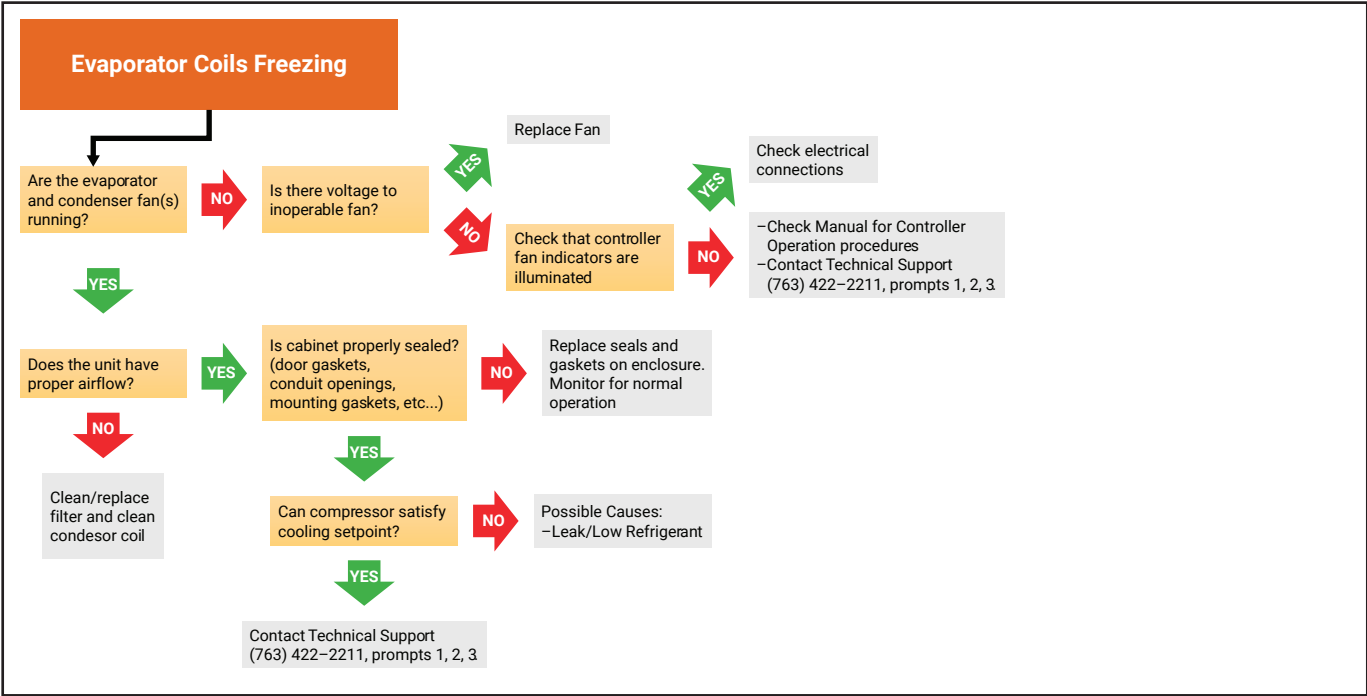 Evaporator Coils Freezing
Are the evaporator
and condenser fan(s)
running?
NO
Is there voltage to
inoperable fan?
YES
Replace Fan
NO
Check that controller
fan indicators are
illuminated
YES
Check electrical
connections
NO
–Check Manual for Controller
Operation procedures
–Contact Technical Support
(763) 422–2211, prompts 1, 2, 3.
YES
Does the unit have
proper airflow?
YES
Is cabinet properly sealed?
(door gaskets,
conduit openings,
mounting gaskets, etc...)
NO
Replace seals and
gaskets on enclosure.
Monitor for normal
operation
NO
Clean/replace
filter and clean
condesor coil
YES
Can compressor satisfy
cooling setpoint?
NO
Possible Causes:
–Leak/Low Refrigerant
YES
Contact Technical Support
(763) 422–2211, prompts 1, 2, 3.